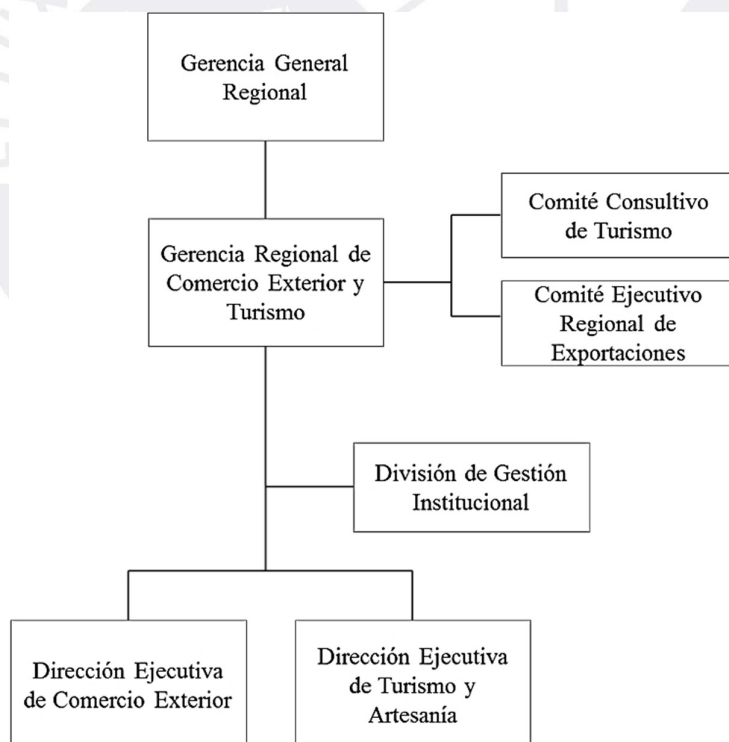 Gerencia General
Regional
Gerencia Regional de
Comercio Exterior y
Turismo
Comité Consultivo
de Turismo
Comité Ejecutivo
Regional de
Exportaciones
División de Gestión
Institucional
Dirección Ejecutiva
de Comercio Exterior
Dirección Ejecutiva
de Turismo y
Artesanía